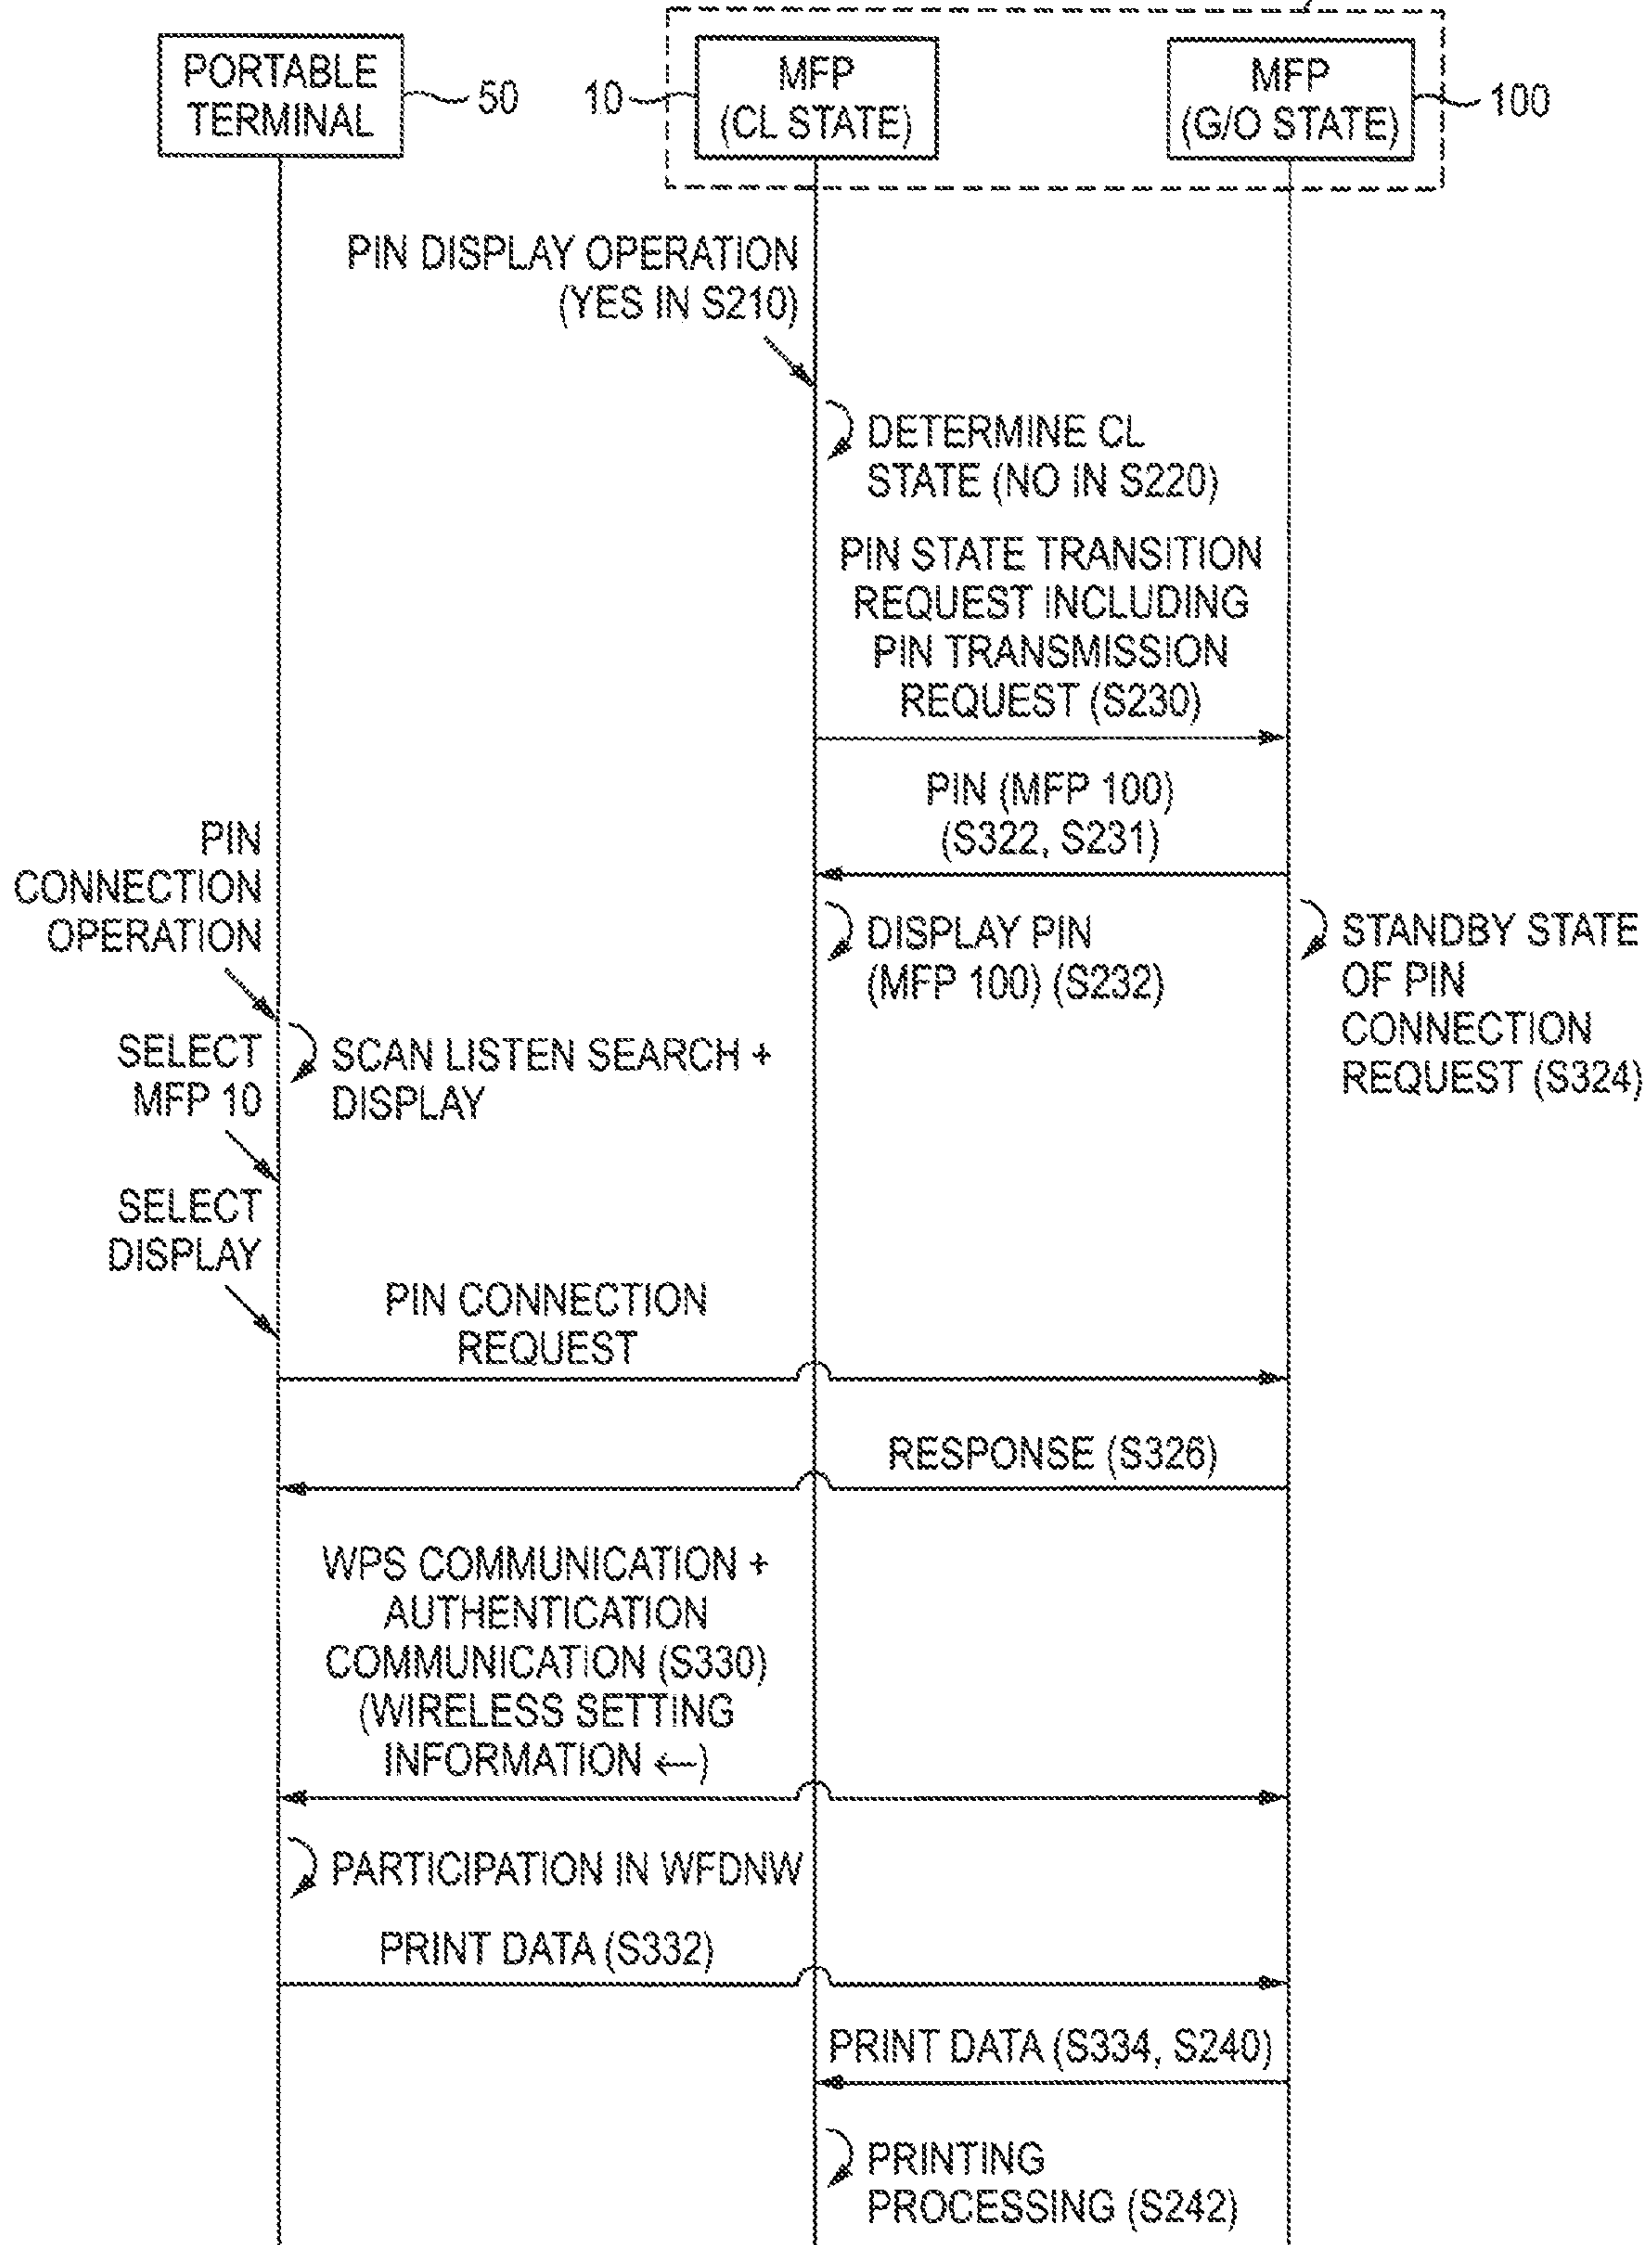 PORTABLE
TERMINAL
50
10
MFP
(CL STATE)
MFP
(G/O STATE)
100
PIN DISPLAY OPERATION
(YES IN S210)
DETERMINE CL
STATE (NO IN S220)
PIN STATE TRANSITION
REQUEST INCLUDING
PIN TRANSMISSION
REQUEST (S230)
PIN (MFP 100)
(S322, S231)
PIN
CONNECTION
OPERATION
DISPLAY PIN
(MFP 100) (S232)
STANDBY STATE
OF PIN
CONNECTION
REQUEST (S324)
SELECT
MFP 10
SCAN LISTEN SEARCH +
DISPLAY
SELECT
DISPLAY
PIN CONNECTION
REQUEST
RESPONSE (S326)
WPS COMMUNICATION +
AUTHENTICATION
COMMUNICATION (S330)
(WIRELESS SETTING
INFORMATION ←)
PARTICIPATION IN WFDNW
PRINT DATA (S332)
PRINT DATA (S334, S240)
PRINTING
PROCESSING (S242)